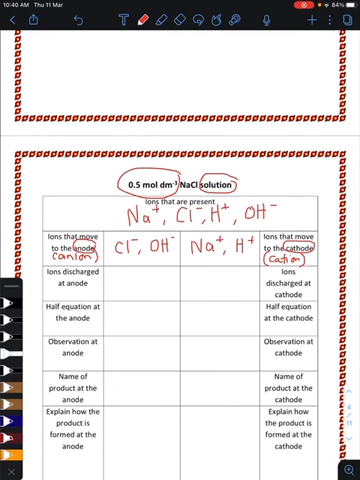 10:40 AM Thu 11 Mar
84%
T
0.5 mol dm⁻³ NaCl solution
Ions that are present
Na⁺, Cl⁻, H⁺, OH⁻
Ions that move
to the anode
(anion)
Cl⁻, OH⁻
Na⁺, H⁺
Ions that move
to the cathode
(cation)
Ions discharged
at anode
Ions
discharged at
cathode
Half equation at
the anode
Half equation
at the cathode
Observation at
anode
Observation at
cathode
Name of
product at the
anode
Name of
product at the
cathode
Explain how the
product is
formed at the
anode
Explain how
the product is
formed at the
cathode
4
11